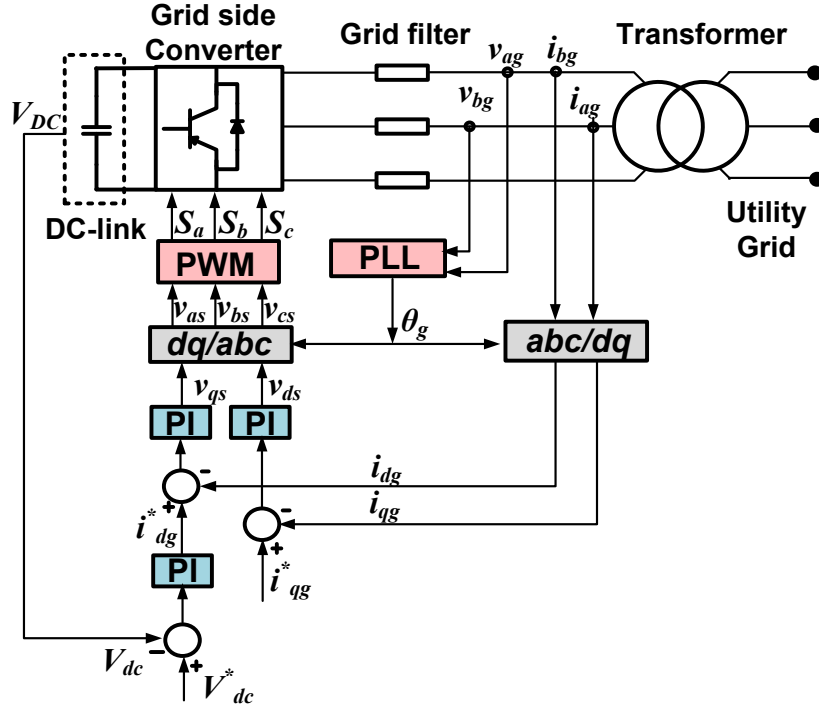 Grid side
Converter
Grid filter
Transformer
v_ag
i_bg
v_bg
i_ag
V_DC
DC-link
S_a
S_b
S_c
Utility
Grid
PWM
PLL
v_as
v_bs
v_cs
θ_g
dq/abc
abc/dq
v_qs
v_ds
PI
PI
-
i_dg
+
-
i_qg
i*_dg
+
PI
i*_qg
-
V_dc
+
V*_dc